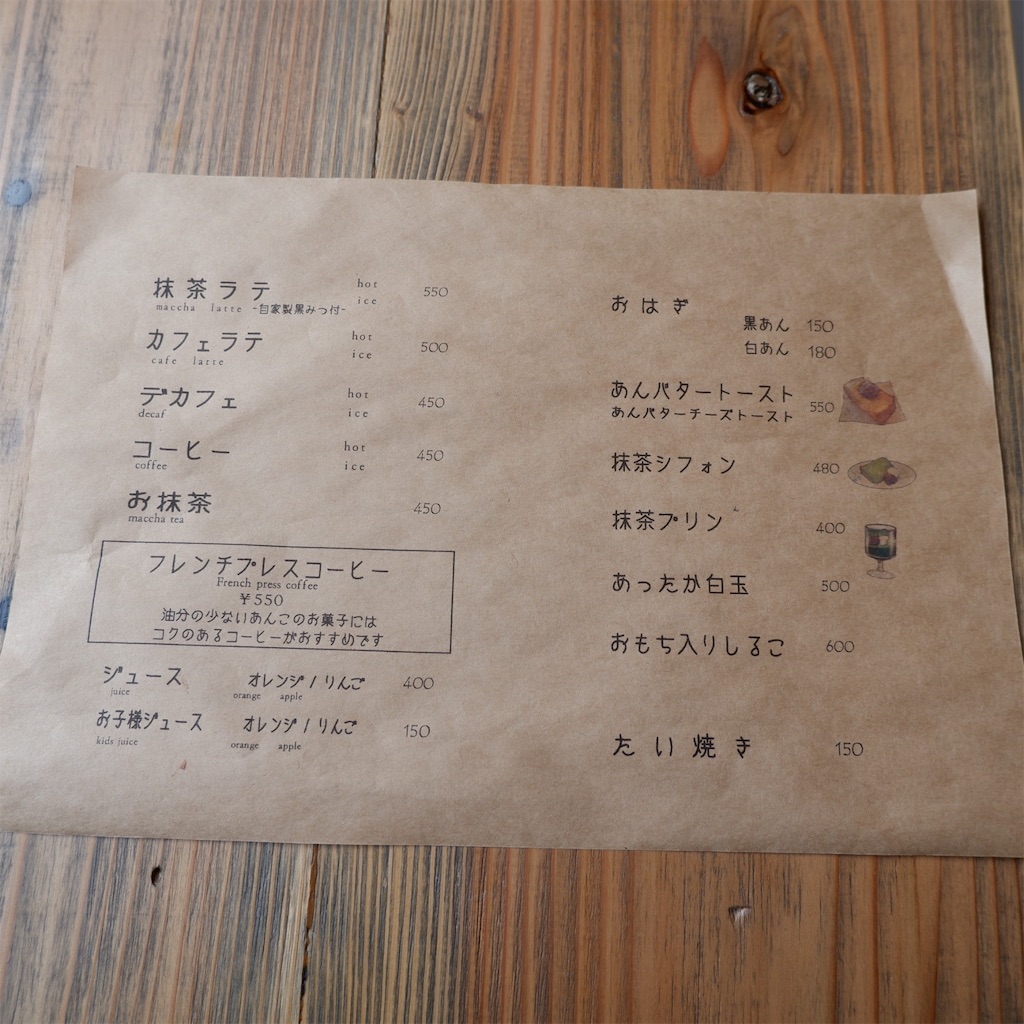 抹茶ラテ hot 550
maccha latte -自家製黒みつ付- ice
カフェラテ hot 500
cafe latte ice
デカフェ hot 450
decaf ice
コーヒー hot 450
coffee ice
お抹茶 450
maccha tea
フレンチプレスコーヒー
French press coffee
¥550
油分の少ないあんこのお菓子には
コクのあるコーヒーがおすすめです
ジュース オレンジ / りんご 400
juice orange apple
お子様ジュース オレンジ / りんご 150
kids juice orange apple
おはぎ
黒あん 150
白あん 180
あんバタートースト
あんバターチーズトースト 550
抹茶シフォン 480
抹茶プリン 400
あったか白玉 500
おもち入りしるこ 600
たい焼き 150